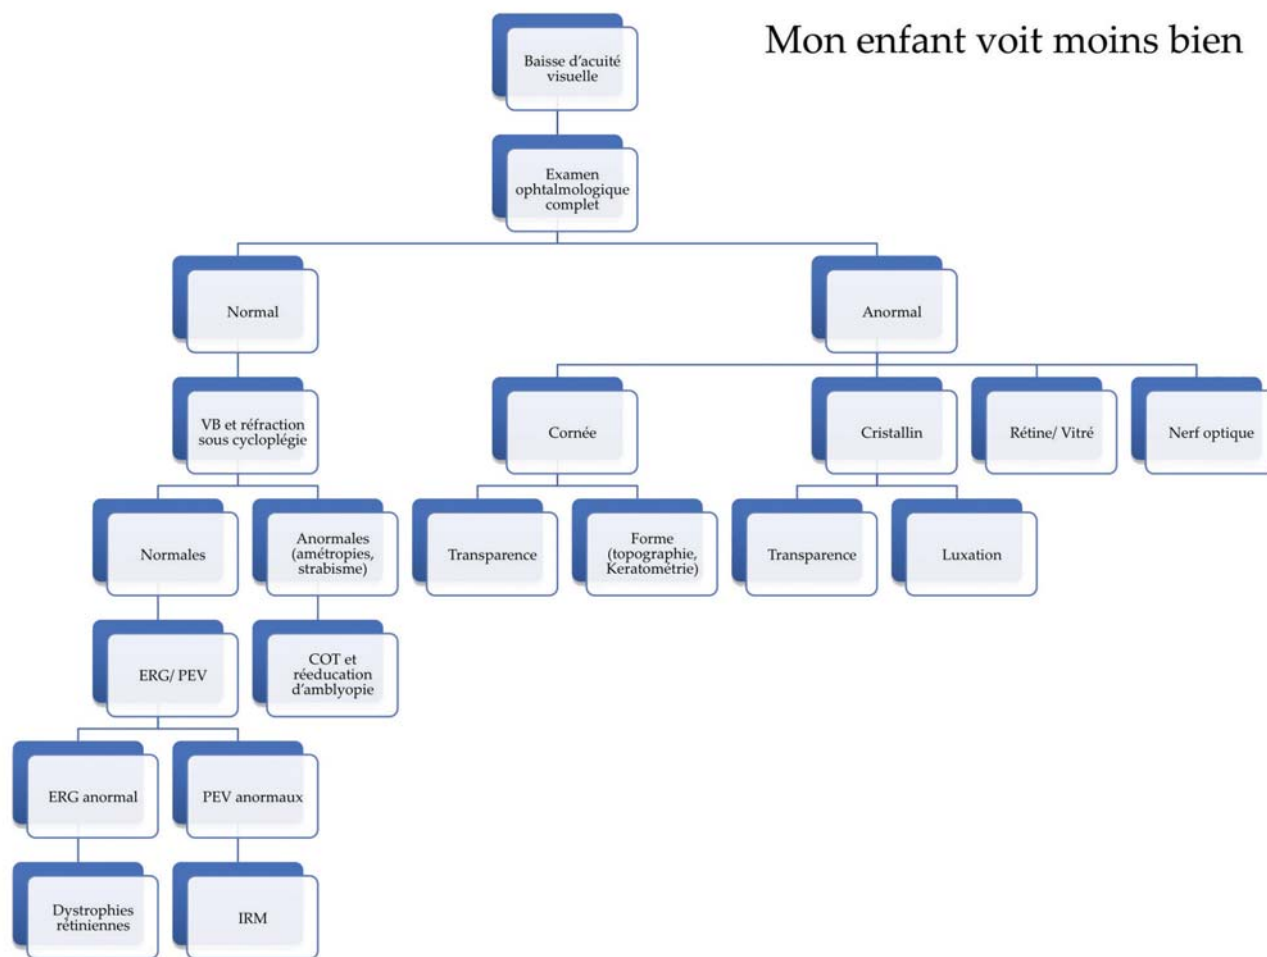 Mon enfant voit moins bien
Baisse d'acuité
visuelle
Examen
ophtalmologique
complet
Normal
Anormal
VB et réfraction
sous cycloplégie
Cornée
Cristallin
Rétine/ Vitré
Nerf optique
Normales
Anormales
(amétropies,
strabisme)
Transparence
Forme
(topographie,
Keratométrie)
Transparence
Luxation
ERG/ PEV
COT et
rééducation
d'amblyopie
ERG anormal
PEV anormaux
Dystrophies
rétiniennes
IRM